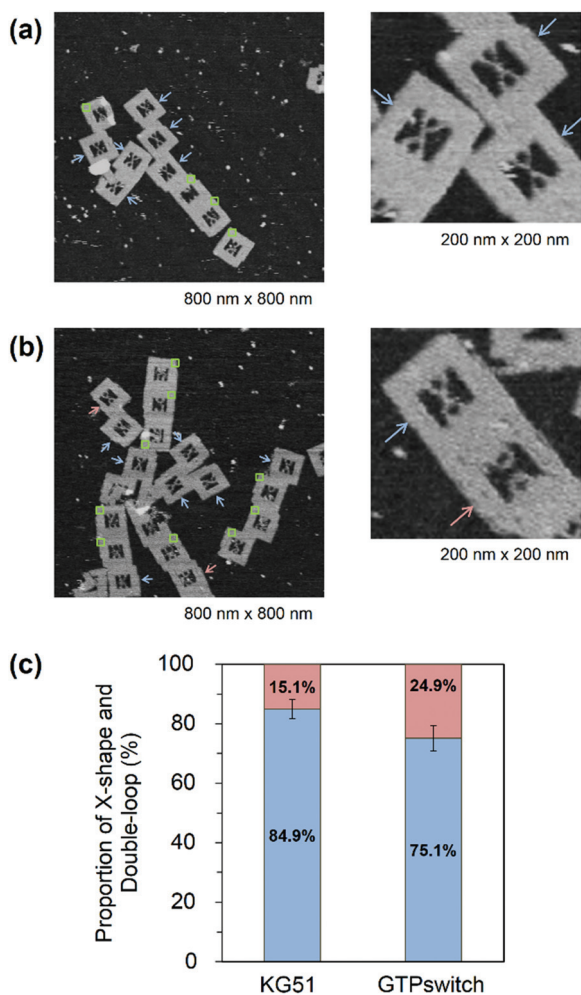 (a)
800 nm x 800 nm
200 nm x 200 nm
(b)
800 nm x 800 nm
200 nm x 200 nm
(c)
Proportion of X-shape and
Double-loop (%)
100
80
60
40
20
0
15.1%
84.9%
24.9%
75.1%
KG51
GTPswitch